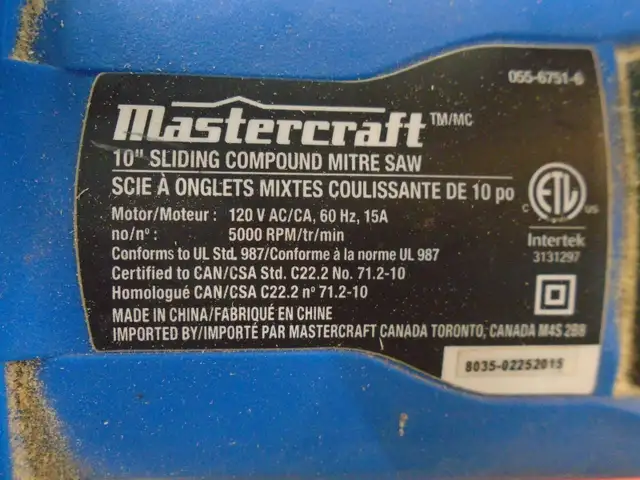 055-6751-6
Mastercraft TM/MC
10" SLIDING COMPOUND MITRE SAW
SCIE À ONGLETS MIXTES COULISSANTE DE 10 po
Motor/Moteur : 120 V AC/CA, 60 Hz, 15A
no/nº : 5000 RPM/tr/min
Conforms to UL Std. 987/Conforme à la norme UL 987
Certified to CAN/CSA Std. C22.2 No. 71.2-10
Homologué CAN/CSA C22.2 nº 71.2-10
MADE IN CHINA/FABRIQUÉ EN CHINE
IMPORTED BY/IMPORTÉ PAR MASTERCRAFT CANADA TORONTO, CANADA M4S 2B8
C ETL US
Intertek
3131297
8035-02252015